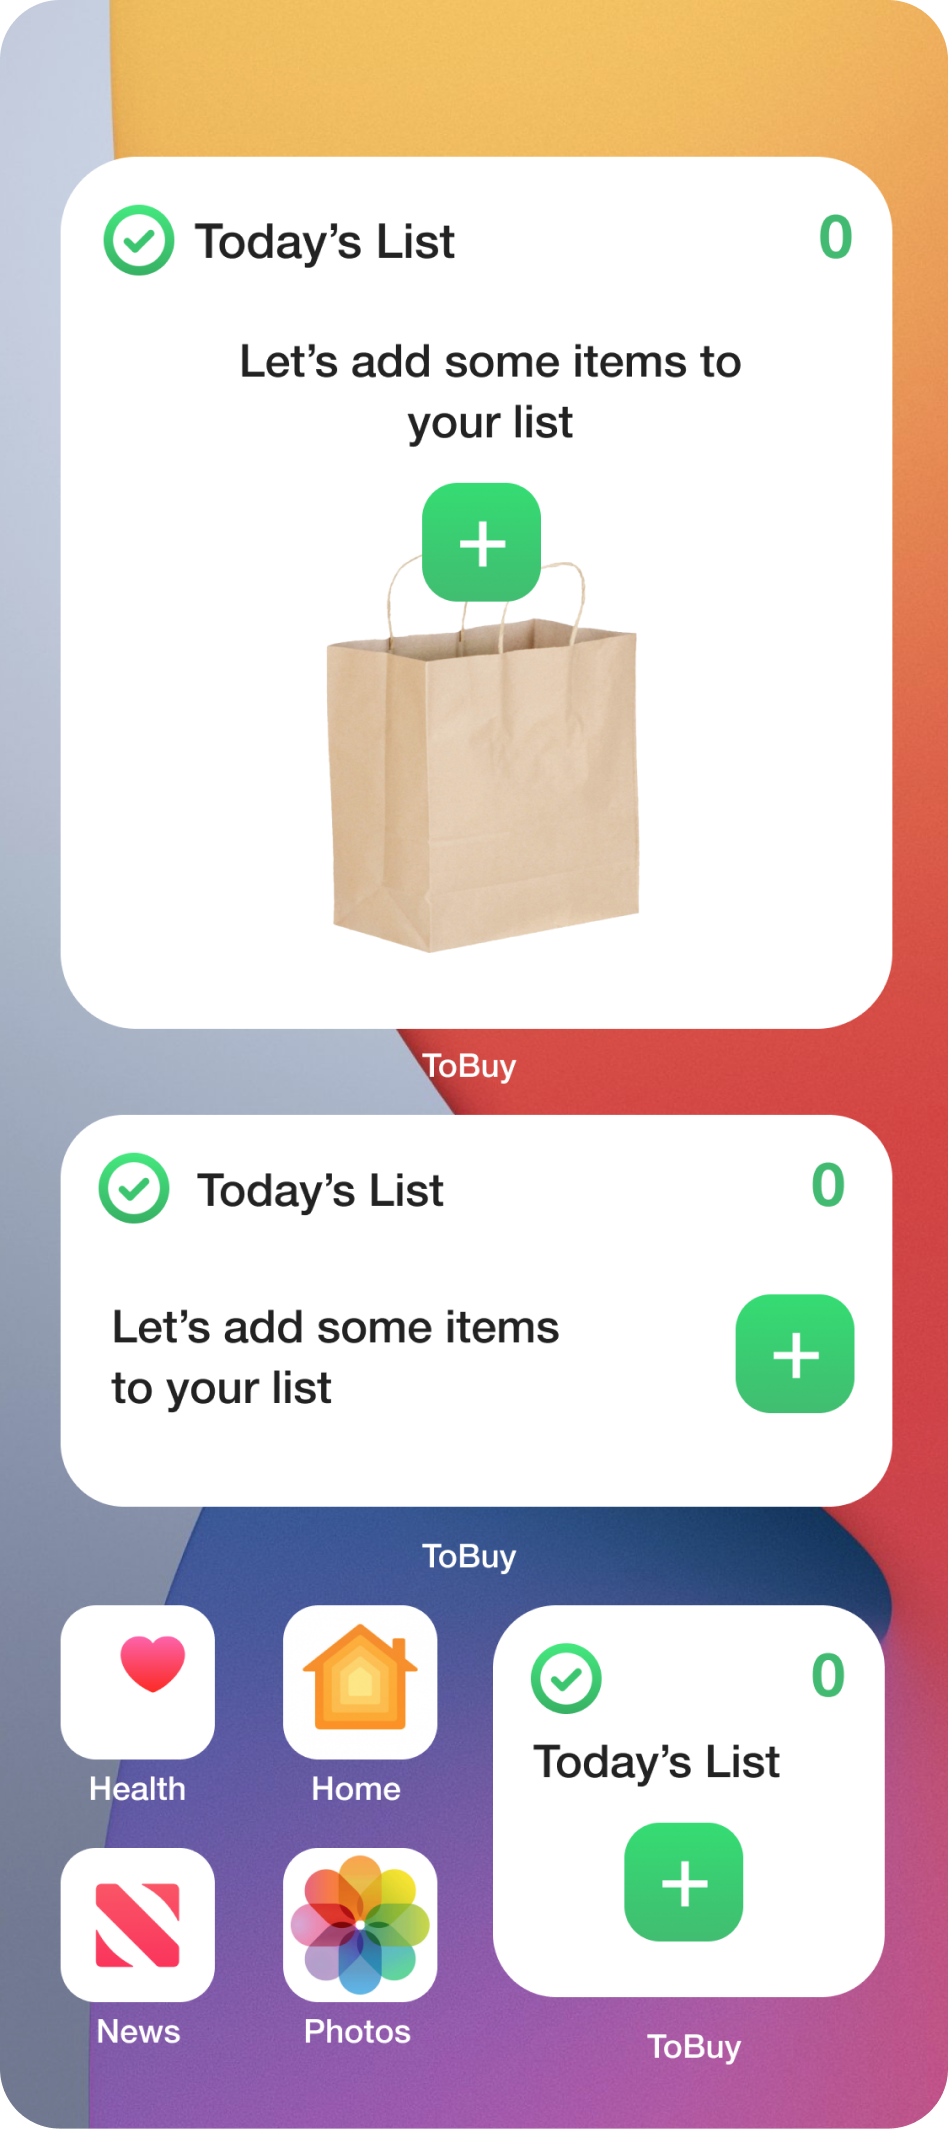 Today’s List
0
Let’s add some items to
your list
ToBuy
Today’s List
0
Let’s add some items
to your list
ToBuy
Health
Home
News
Photos
0
Today’s List
ToBuy